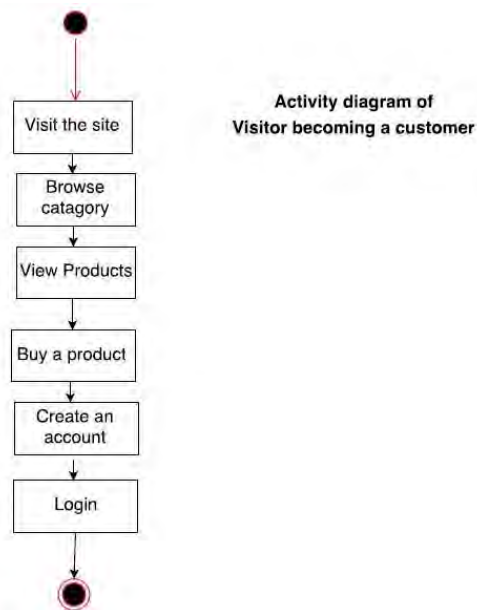 Activity diagram of
Visitor becoming a customer
Visit the site
Browse
catagory
View Products
Buy a product
Create an
account
Login